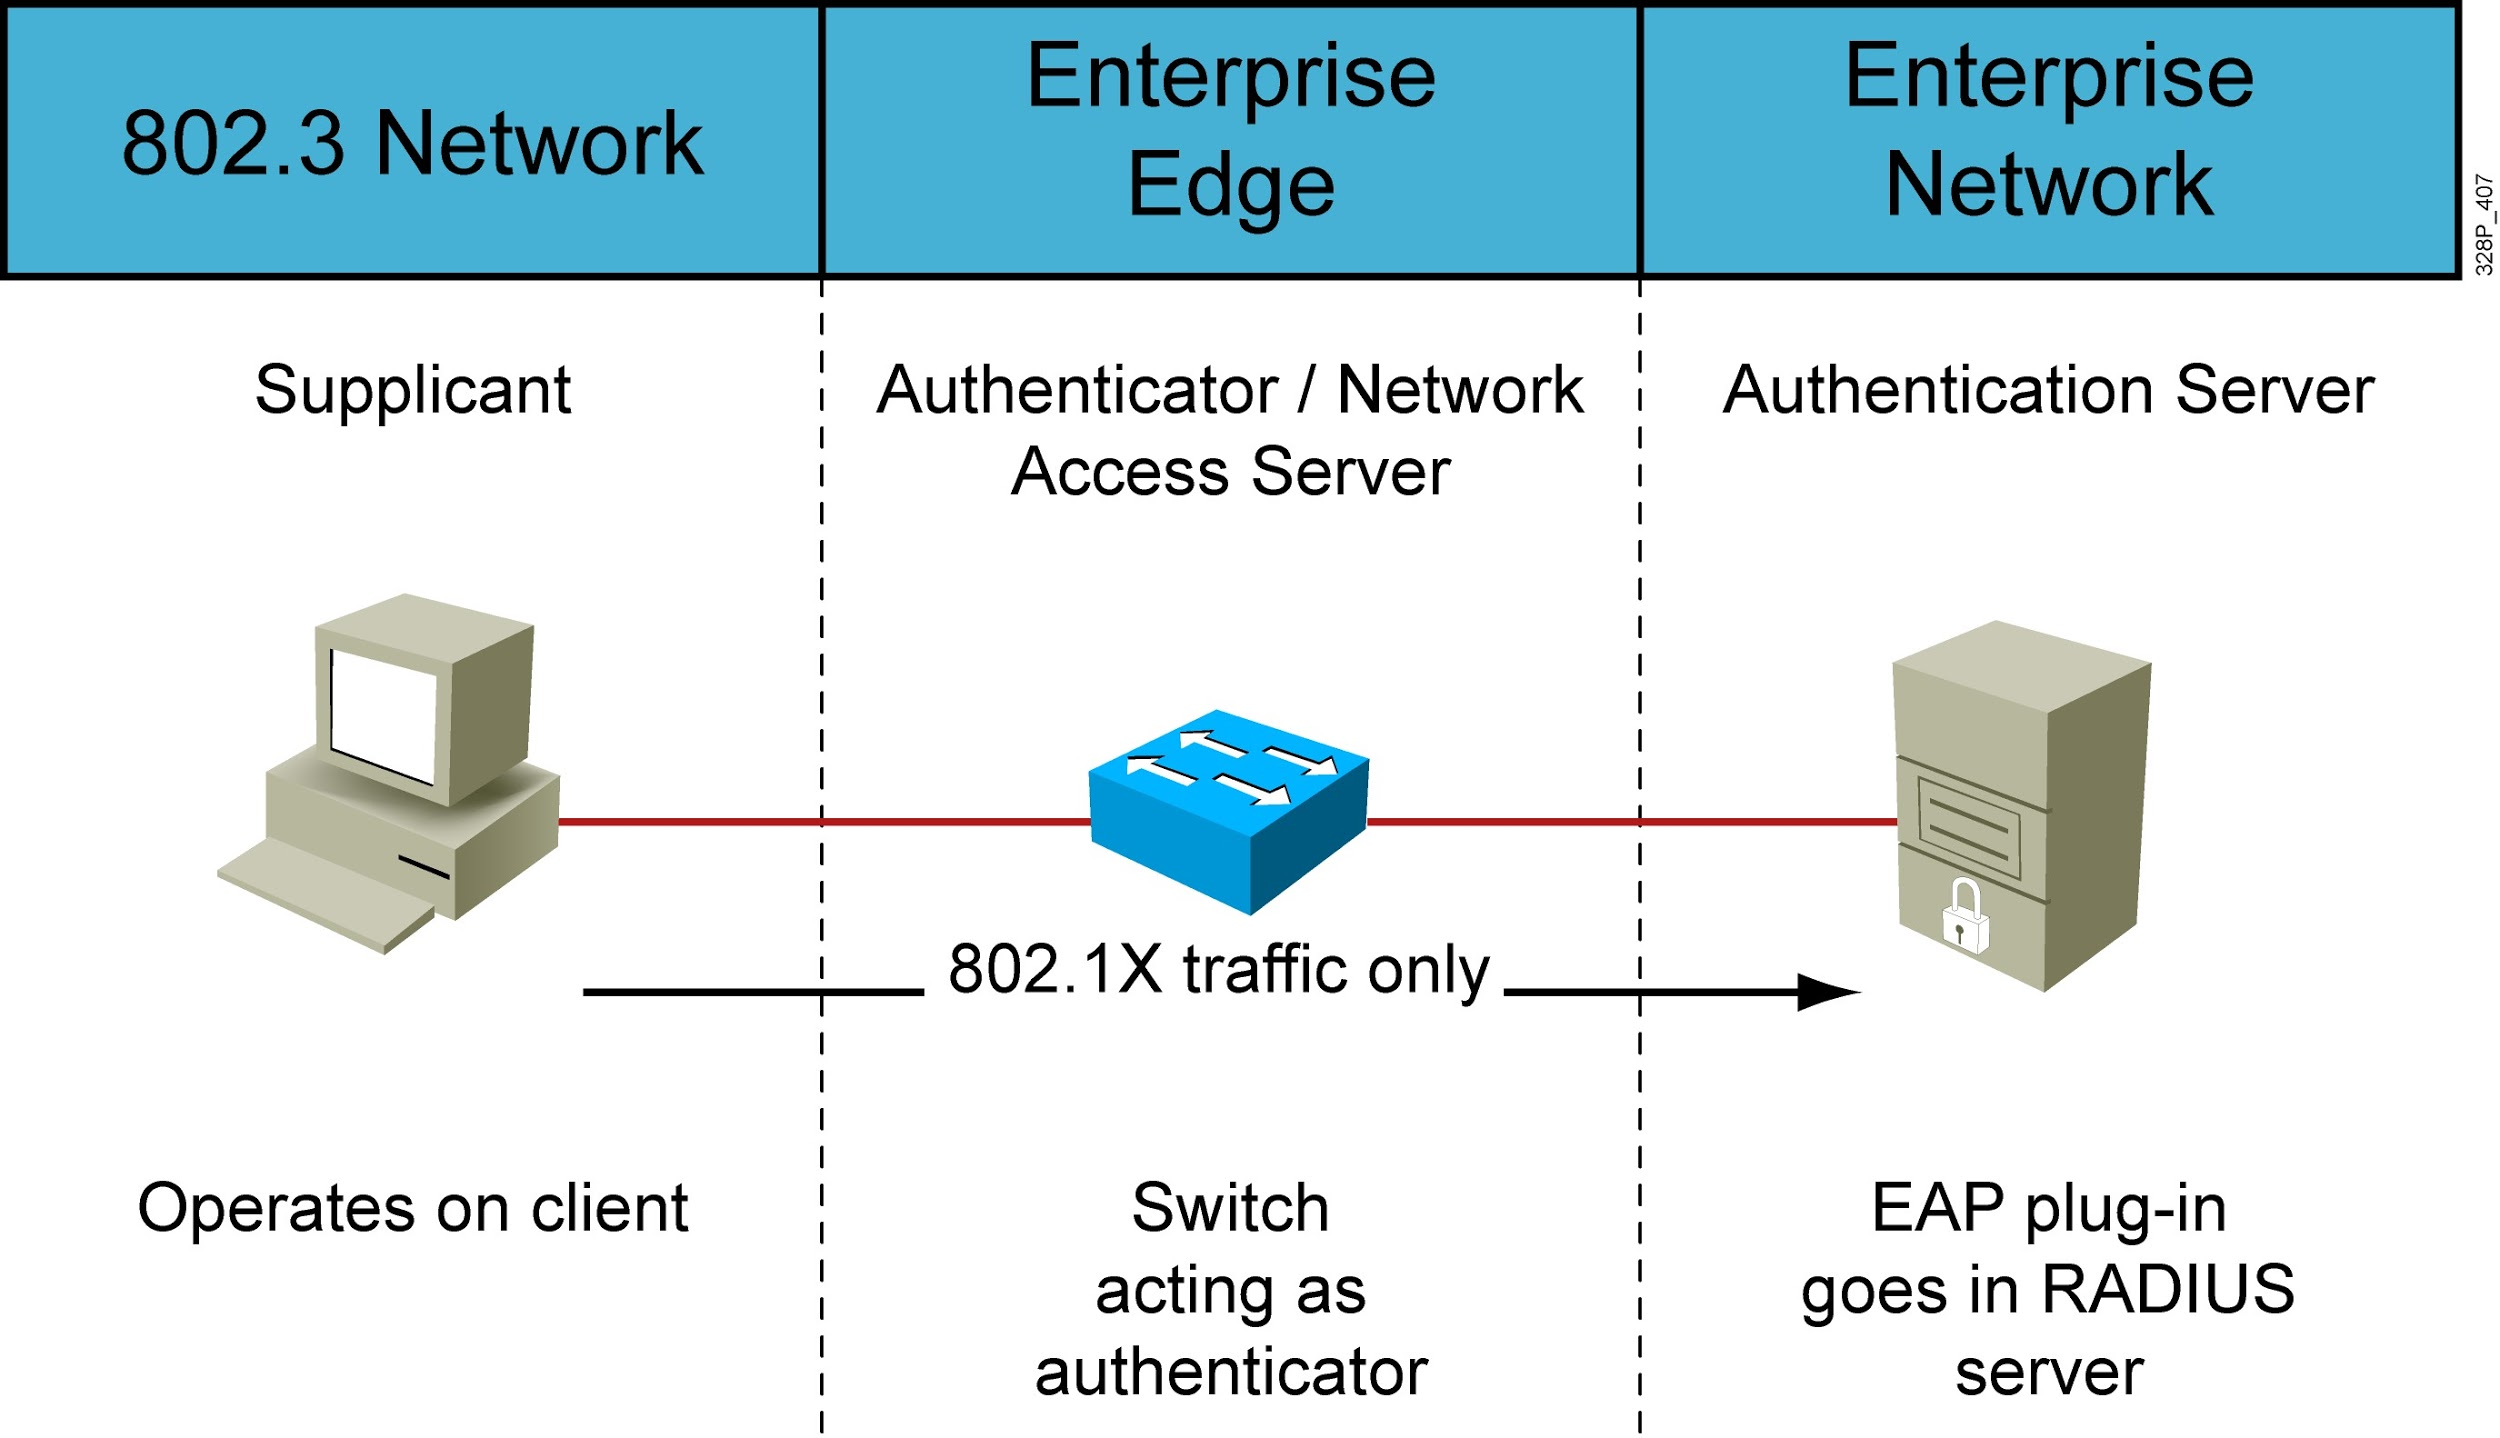 802.3 Network
Enterprise
Edge
Enterprise
Network
328P_407
Supplicant
Authenticator / Network
Access Server
Authentication Server
802.1X traffic only
Operates on client
Switch
acting as
authenticator
EAP plug-in
goes in RADIUS
server